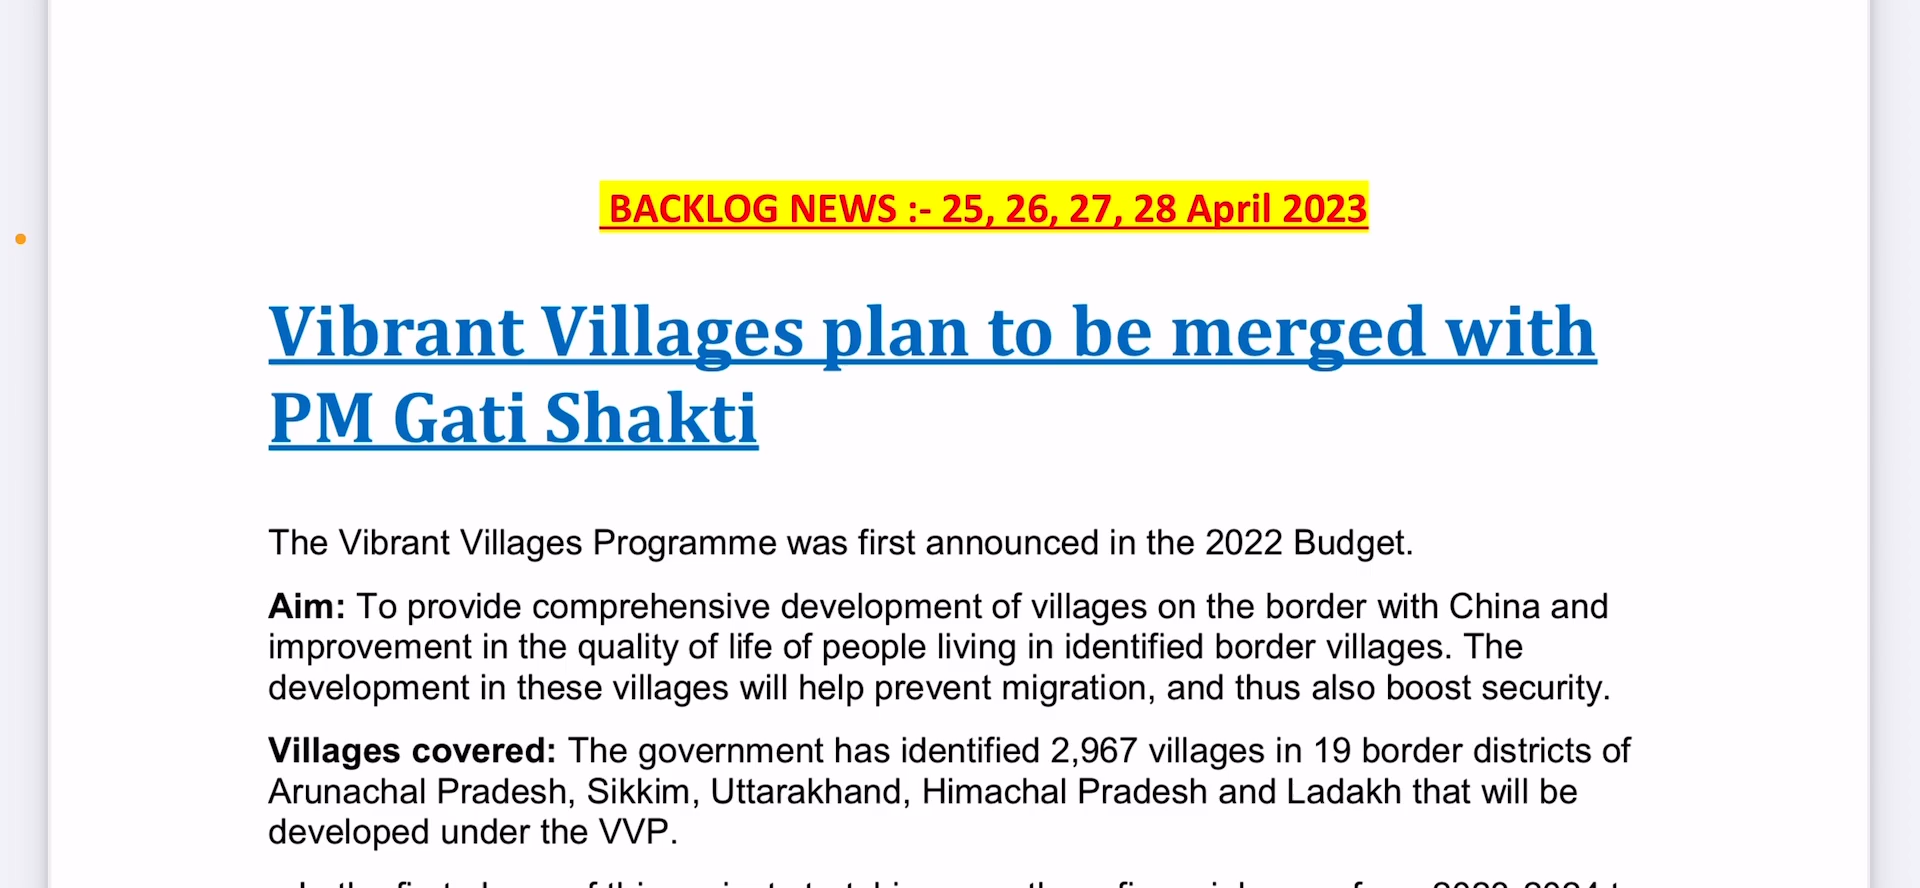 BACKLOG NEWS :- 25, 26, 27, 28 April 2023
Vibrant Villages plan to be merged with
PM Gati Shakti
The Vibrant Villages Programme was first announced in the 2022 Budget.
Aim: To provide comprehensive development of villages on the border with China and
improvement in the quality of life of people living in identified border villages. The
development in these villages will help prevent migration, and thus also boost security.
Villages covered: The government has identified 2,967 villages in 19 border districts of
Arunachal Pradesh, Sikkim, Uttarakhand, Himachal Pradesh and Ladakh that will be
developed under the VVP.